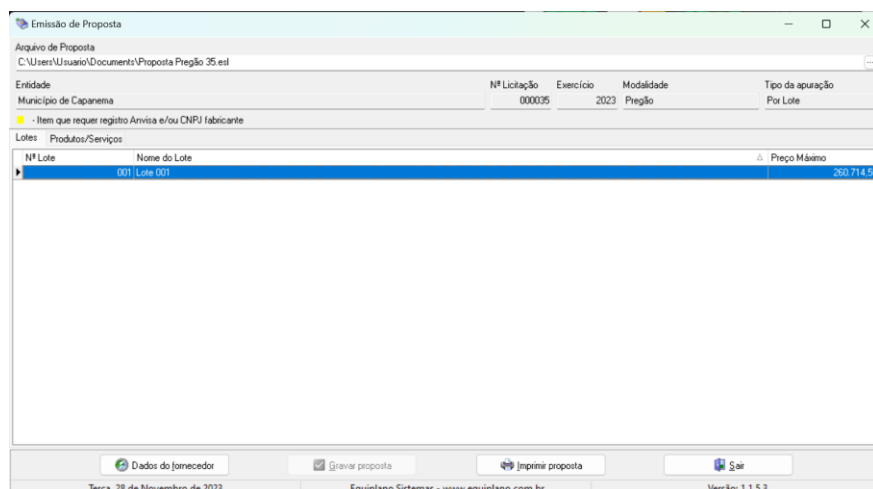 Emissão de Proposta
Arquivo de Proposta
C:\Users\Usuario\Documents\Proposta Pregão 35.esl
Entidade Nº Licitação Exercício Modalidade Tipo da apuração
Município de Capanema 000035 2023 Pregão Por Lote
- Item que requer registro Anvisa e/ou CNPJ fabricante
Lotes Produtos/Serviços
Nº Lote Nome do Lote Preço Máximo
001 Lote 001 260.714,5
Dados do fornecedor Gravar proposta Imprimir proposta Sair
Terça, 28 de Novembro de 2023 Equiplano Sistemas - www.equiplano.com.br Versão: 1.1.5.3